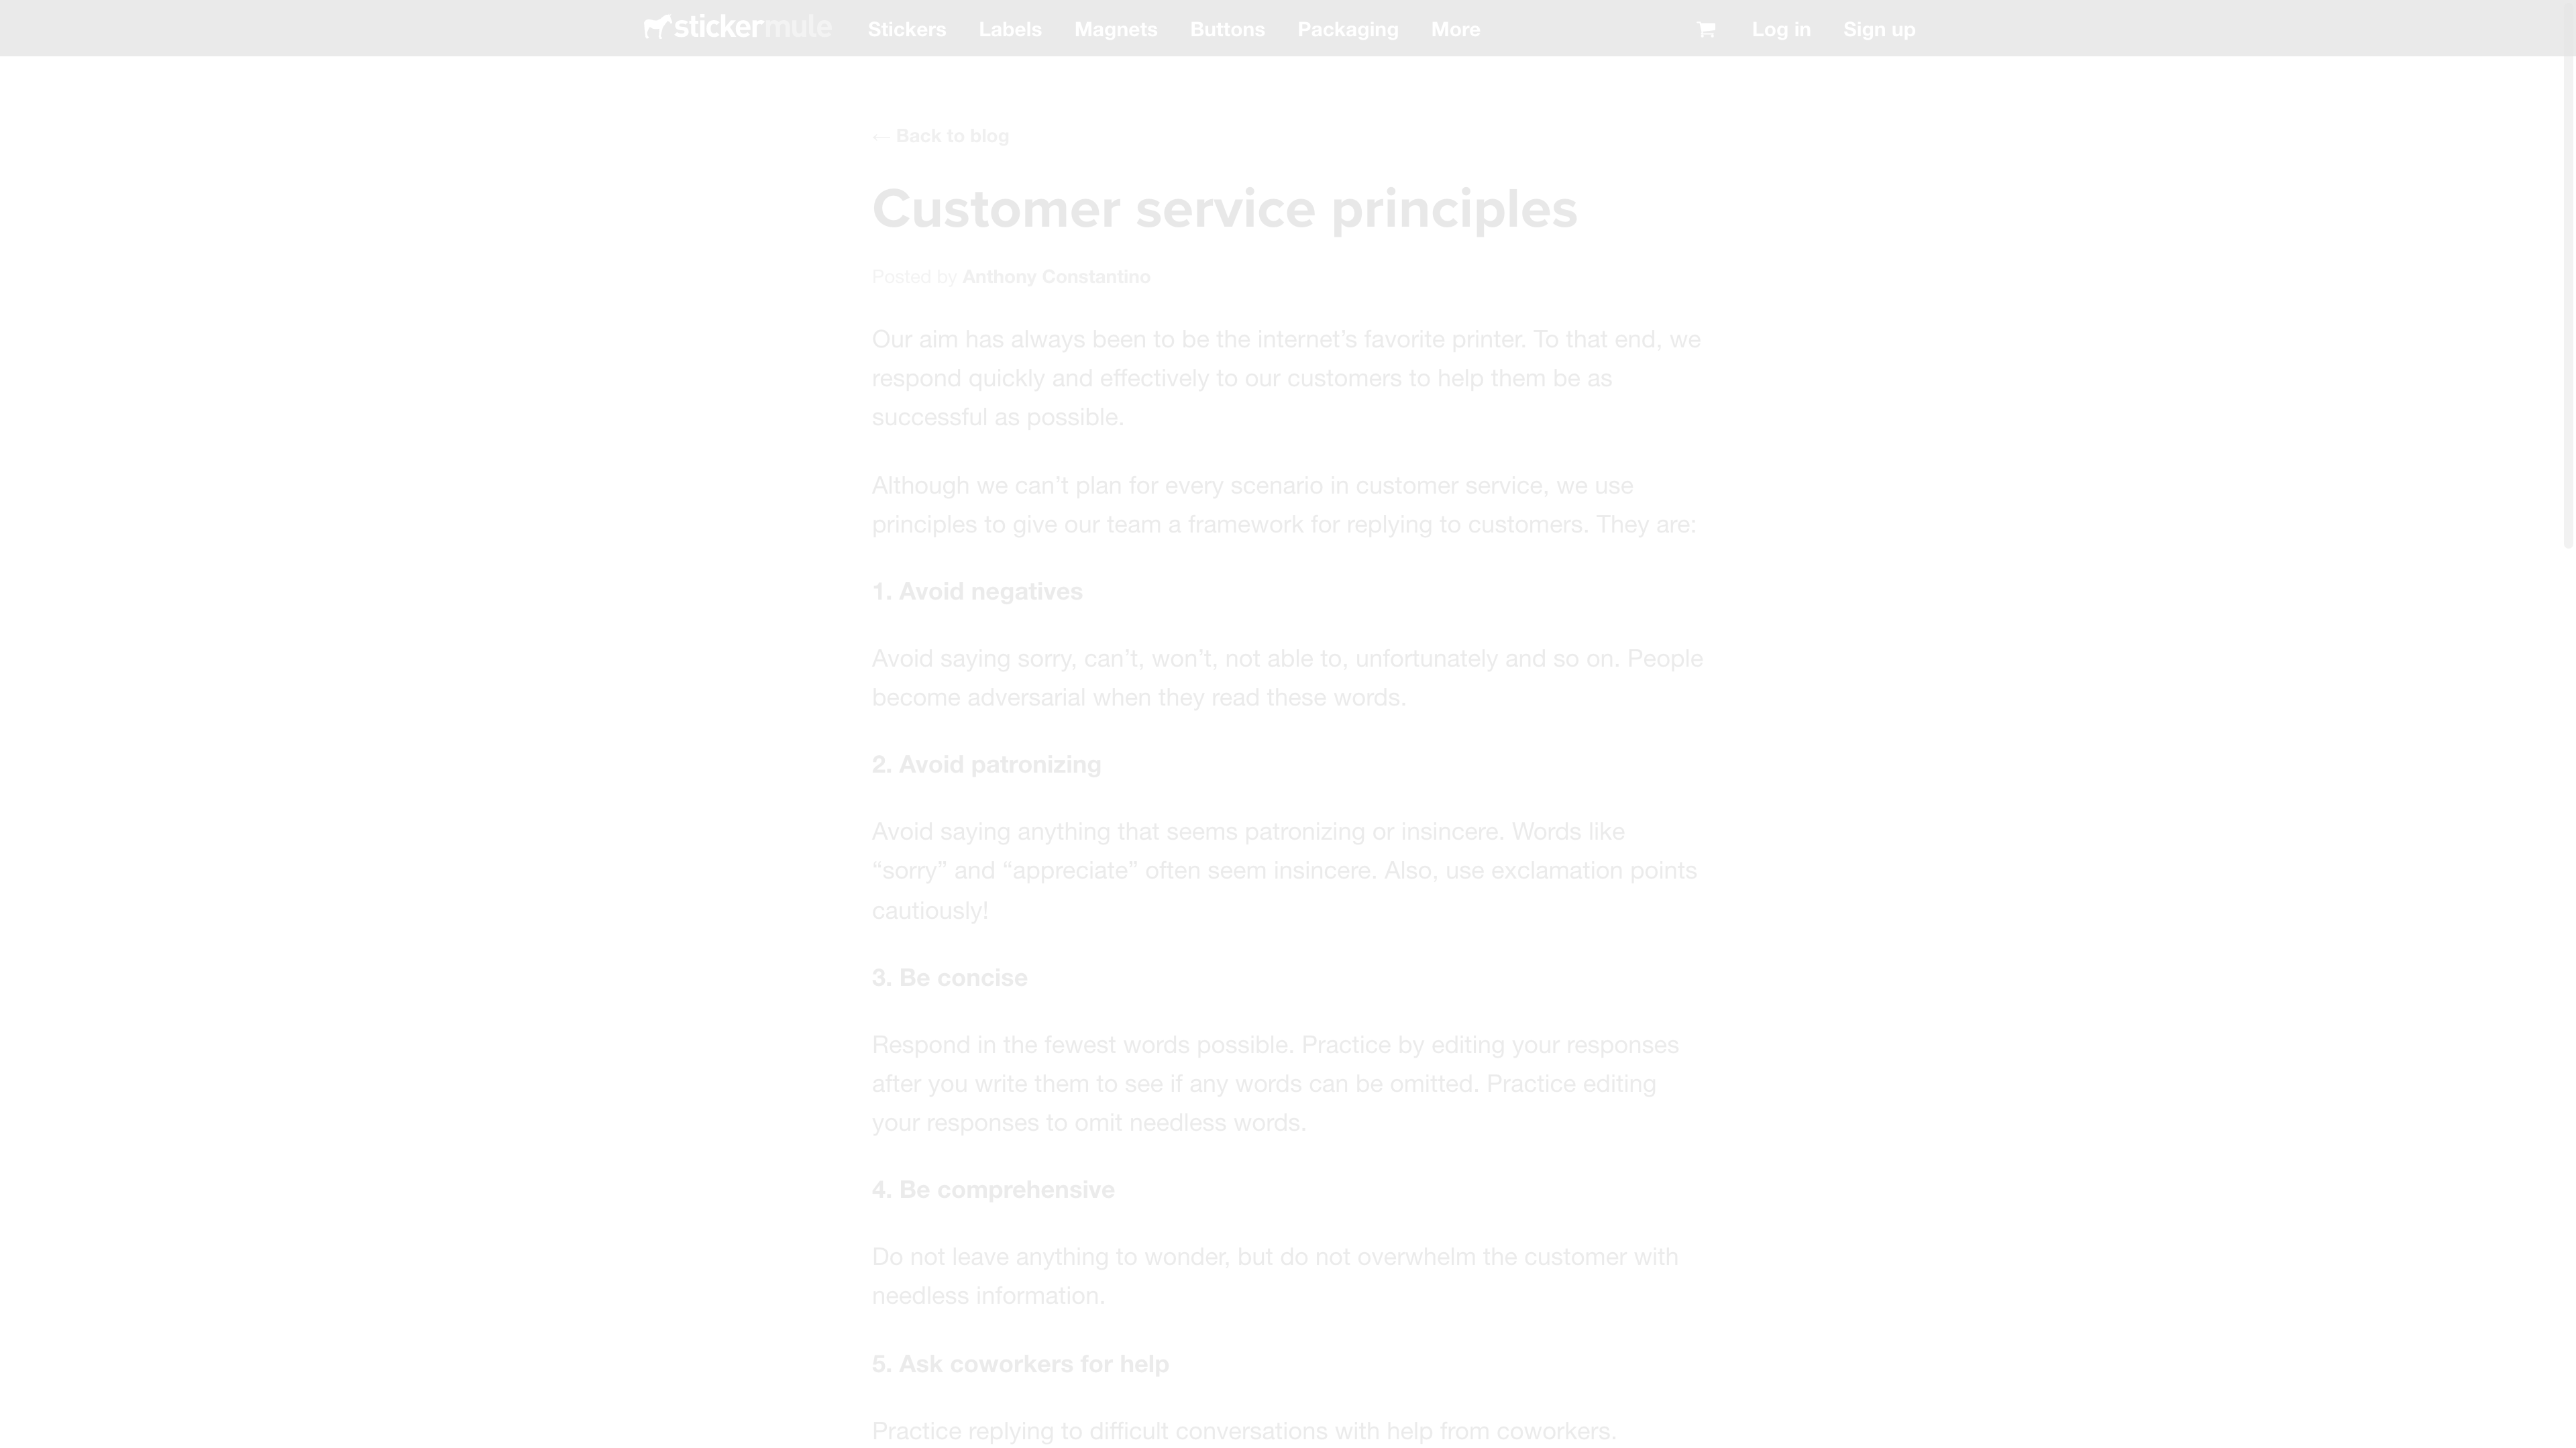 stickermule Stickers Labels Magnets Buttons Packaging More Log in Sign up
← Back to blog
Customer service principles
Posted by Anthony Constantino
Our aim has always been to be the internet’s favorite printer. To that end, we
respond quickly and effectively to our customers to help them be as
successful as possible.
Although we can’t plan for every scenario in customer service, we use
principles to give our team a framework for replying to customers. They are:
1. Avoid negatives
Avoid saying sorry, can’t, won’t, not able to, unfortunately and so on. People
become adversarial when they read these words.
2. Avoid patronizing
Avoid saying anything that seems patronizing or insincere. Words like
“sorry” and “appreciate” often seem insincere. Also, use exclamation points
cautiously!
3. Be concise
Respond in the fewest words possible. Practice by editing your responses
after you write them to see if any words can be omitted. Practice editing
your responses to omit needless words.
4. Be comprehensive
Do not leave anything to wonder, but do not overwhelm the customer with
needless information.
5. Ask coworkers for help
Practice replying to difficult conversations with help from coworkers.